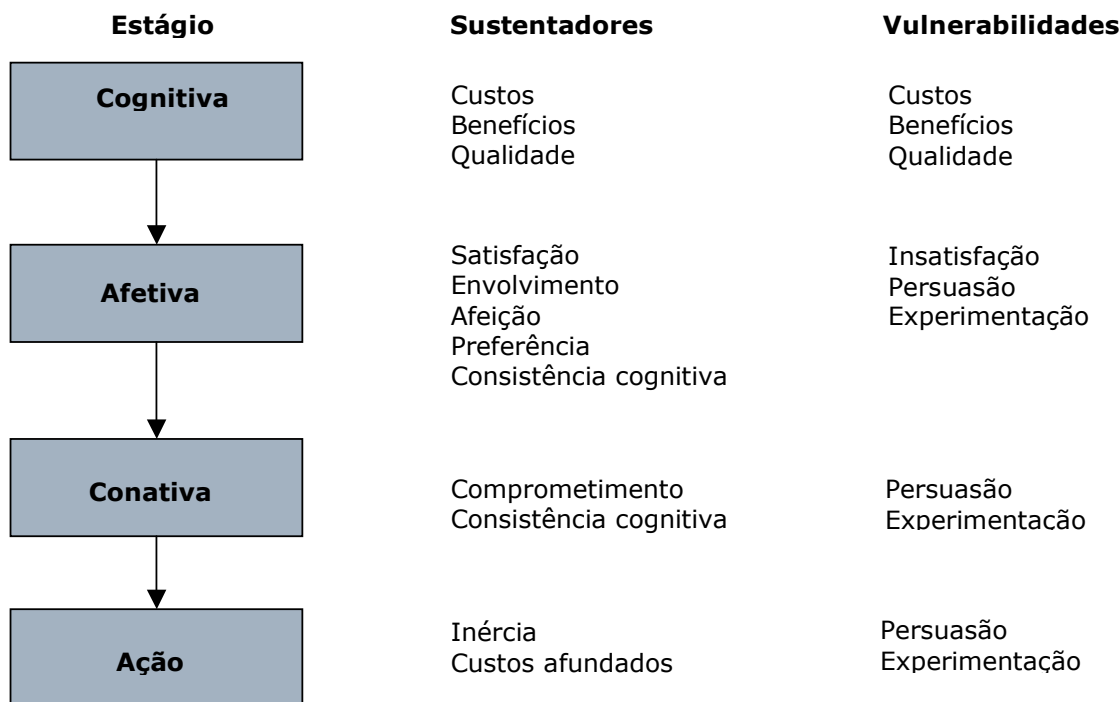 Estágio Sustentadores Vulnerabilidades
Cognitiva
Custos
Benefícios
Qualidade
Custos
Benefícios
Qualidade
Afetiva
Satisfação
Envolvimento
Afeição
Preferência
Consistência cognitiva
Insatisfação
Persuasão
Experimentação
Conativa
Comprometimento
Consistência cognitiva
Persuasão
Experimentação
Ação
Inércia
Custos afundados
Persuasão
Experimentação